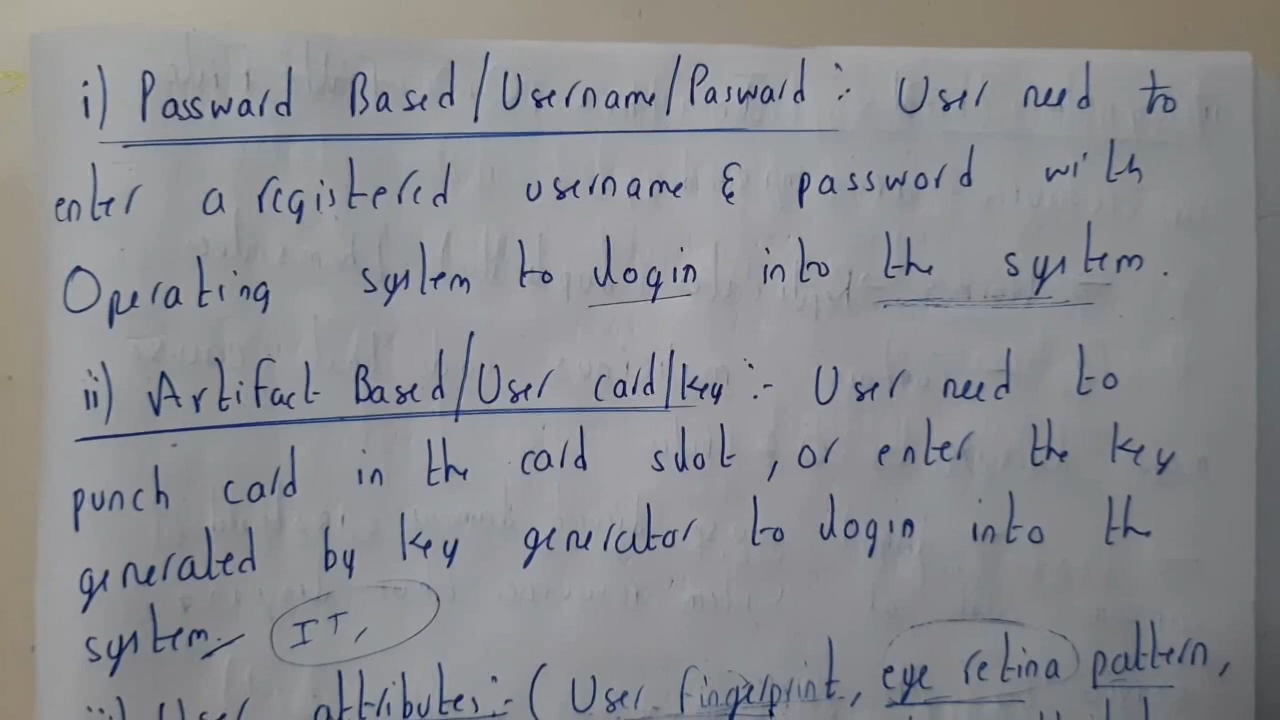 i) Passward Based/Username/Pasward :- User need to
enter a registered username & password with
Operating system to login into the system.
ii) Artifact Based/User card/key :- User need to
punch card in the card slot, or enter the key
generated by key generator to login into the
system. IT,
iii) User attributes :- ( User fingerprint, eye retina pattern,